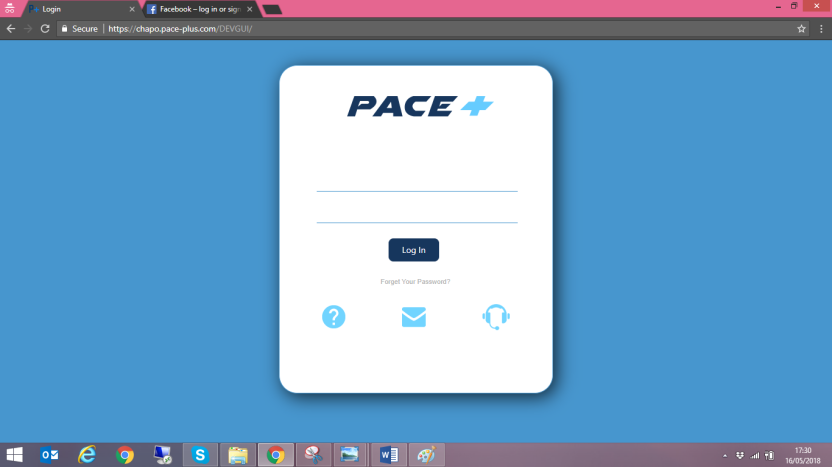 Login
Facebook – log in or sign
Secure
https://chapo.pace-plus.com/DEVGUI/
PACE
Log In
Forget Your Password?
17:30
16/05/2018